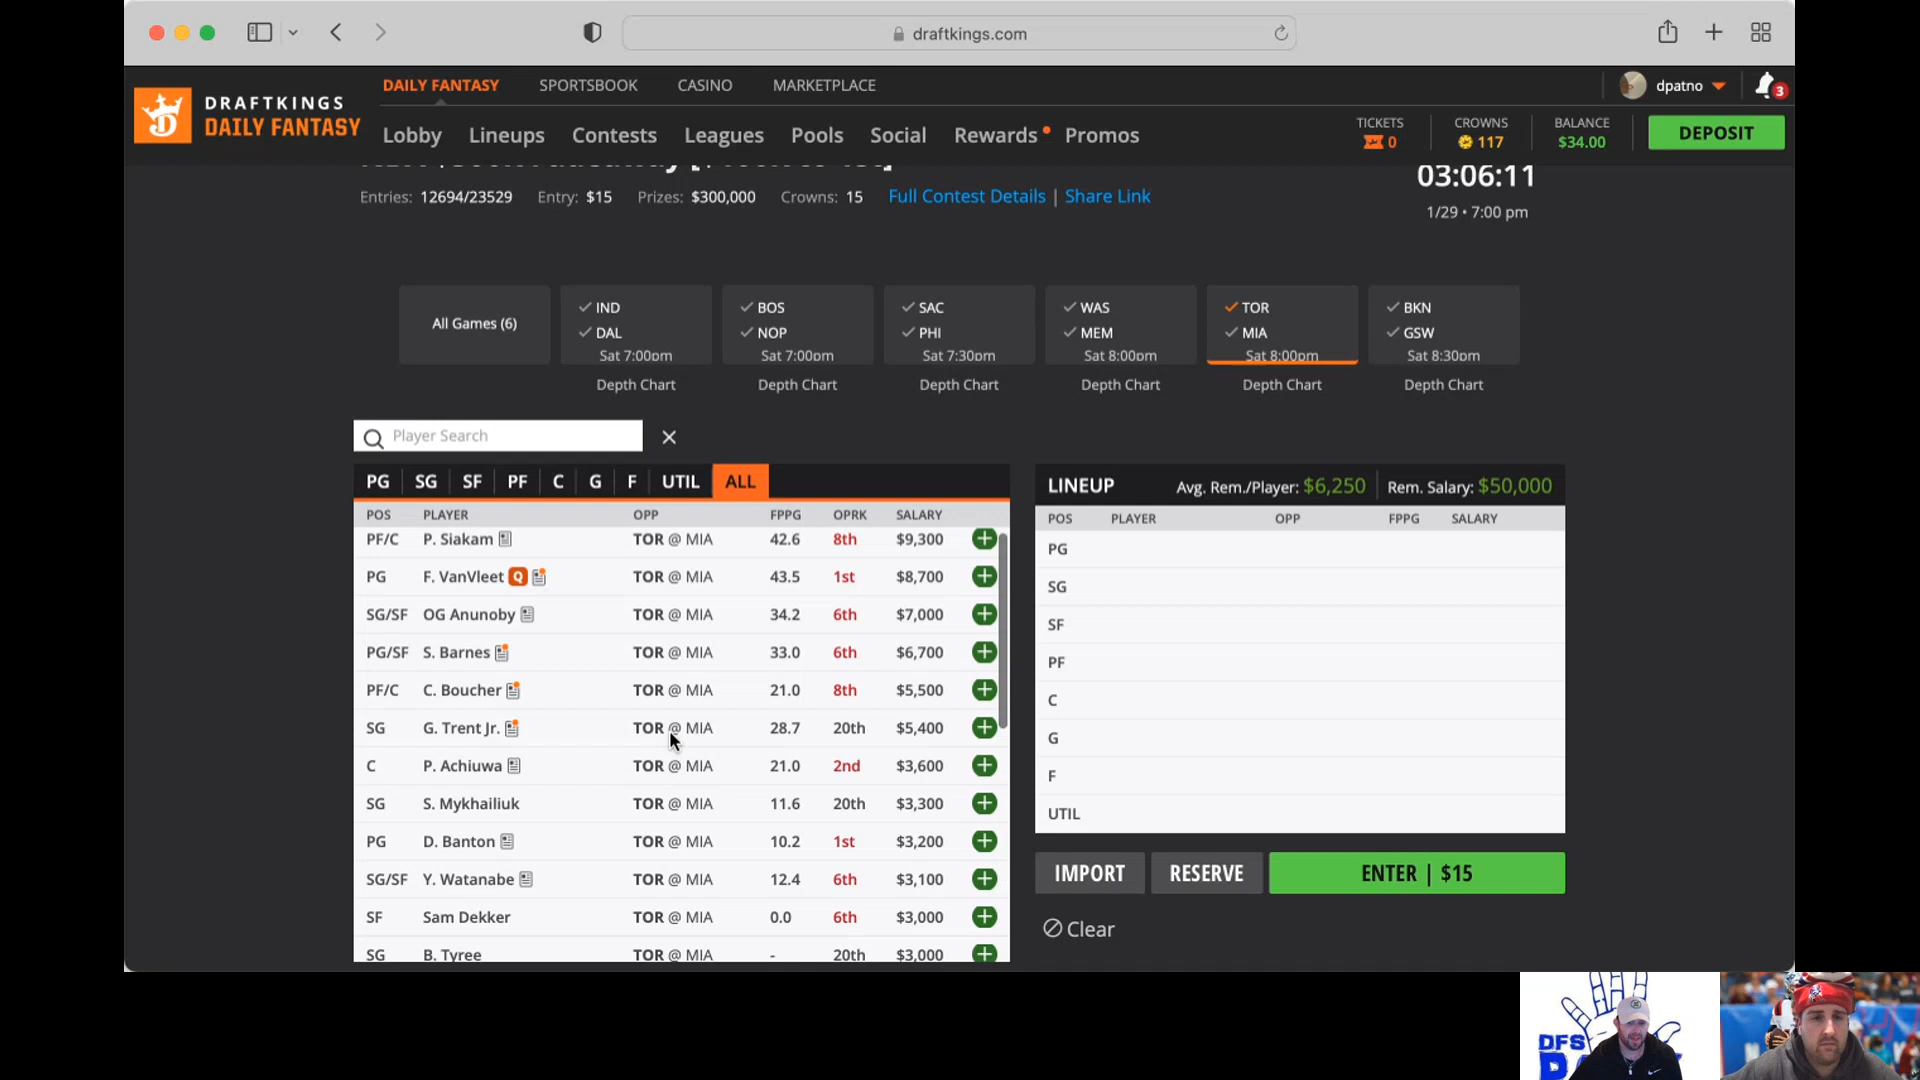 draftkings.com
DRAFTKINGS
DAILY FANTASY
DAILY FANTASY SPORTSBOOK CASINO MARKETPLACE
dpatno
3
Lobby Lineups Contests Leagues Pools Social Rewards Promos
TICKETS CROWNS BALANCE
0 117 $34.00
DEPOSIT
Entries: 12694/23529 Entry: $15 Prizes: $300,000 Crowns: 15 Full Contest Details | Share Link
03:06:11
1/29 • 7:00 pm
All Games (6)
IND BOS SAC WAS TOR BKN
DAL NOP PHI MEM MIA GSW
Sat 7:00pm Sat 7:00pm Sat 7:30pm Sat 8:00pm Sat 8:00pm Sat 8:30pm
Depth Chart Depth Chart Depth Chart Depth Chart Depth Chart Depth Chart
Player Search
PG SG SF PF C G F UTIL ALL
POS PLAYER OPP FPPG OPRK SALARY
PF/C P. Siakam TOR @ MIA 42.6 8th $9,300
PG F. VanVleet Q TOR @ MIA 43.5 1st $8,700
SG/SF OG Anunoby TOR @ MIA 34.2 6th $7,000
PG/SF S. Barnes TOR @ MIA 33.0 6th $6,700
PF/C C. Boucher TOR @ MIA 21.0 8th $5,500
SG G. Trent Jr. TOR @ MIA 28.7 20th $5,400
C P. Achiuwa TOR @ MIA 21.0 2nd $3,600
SG S. Mykhailiuk TOR @ MIA 11.6 20th $3,300
PG D. Banton TOR @ MIA 10.2 1st $3,200
SG/SF Y. Watanabe TOR @ MIA 12.4 6th $3,100
SF Sam Dekker TOR @ MIA 0.0 6th $3,000
SG B. Tyree TOR @ MIA - 20th $3,000
LINEUP Avg. Rem./Player: $6,250 Rem. Salary: $50,000
POS PLAYER OPP FPPG SALARY
PG
SG
SF
PF
C
G
F
UTIL
IMPORT RESERVE ENTER | $15
Clear
DFS